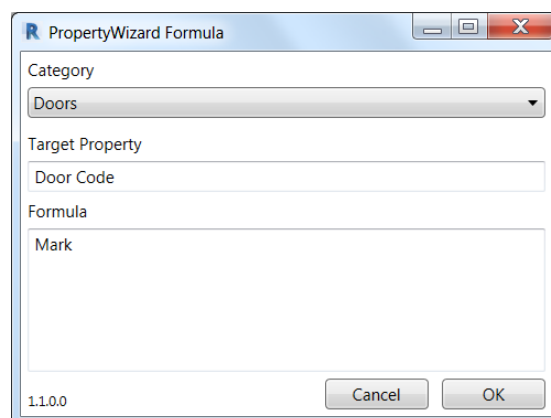 PropertyWizard Formula
Category
Doors
Target Property
Door Code
Formula
Mark
1.1.0.0
Cancel
OK